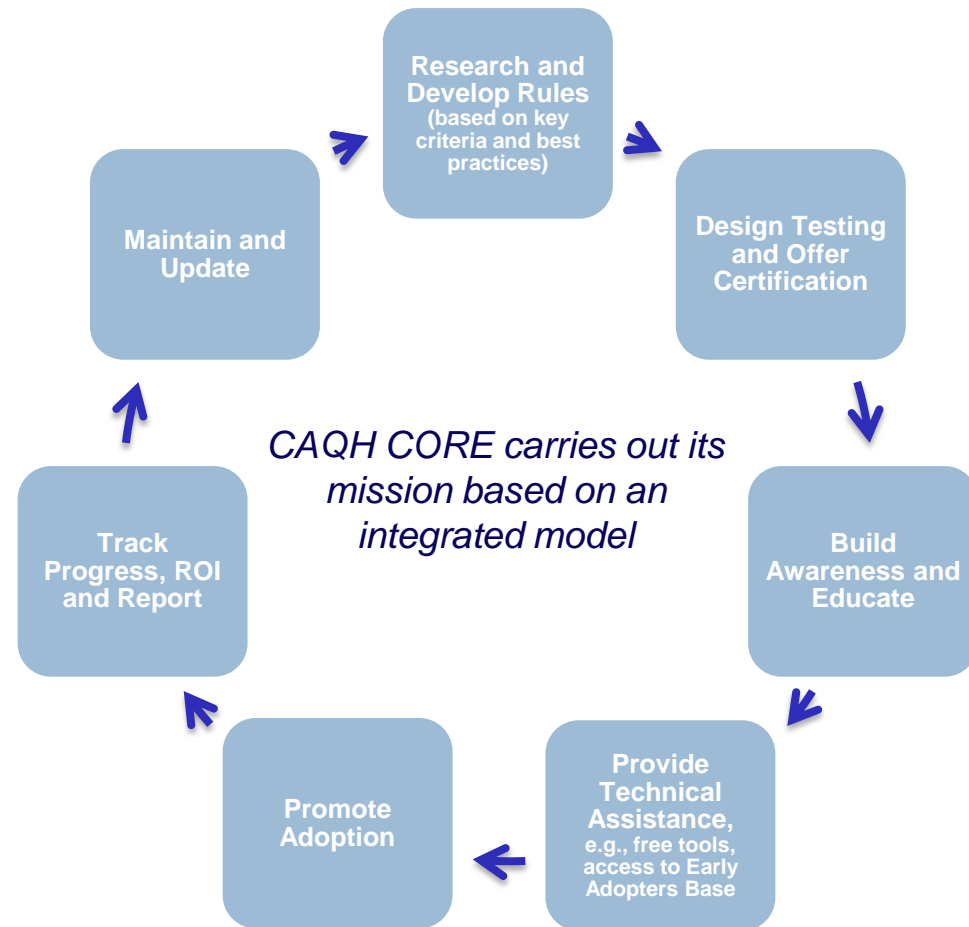 Research and
Develop Rules
(based on key
criteria and best
practices)
Design Testing
and Offer
Certification
Build
Awareness and
Educate
Provide
Technical
Assistance,
e.g., free tools,
access to Early
Adopters Base
Promote
Adoption
Track
Progress, ROI
and Report
Maintain and
Update
CAQH CORE carries out its
mission based on an
integrated model